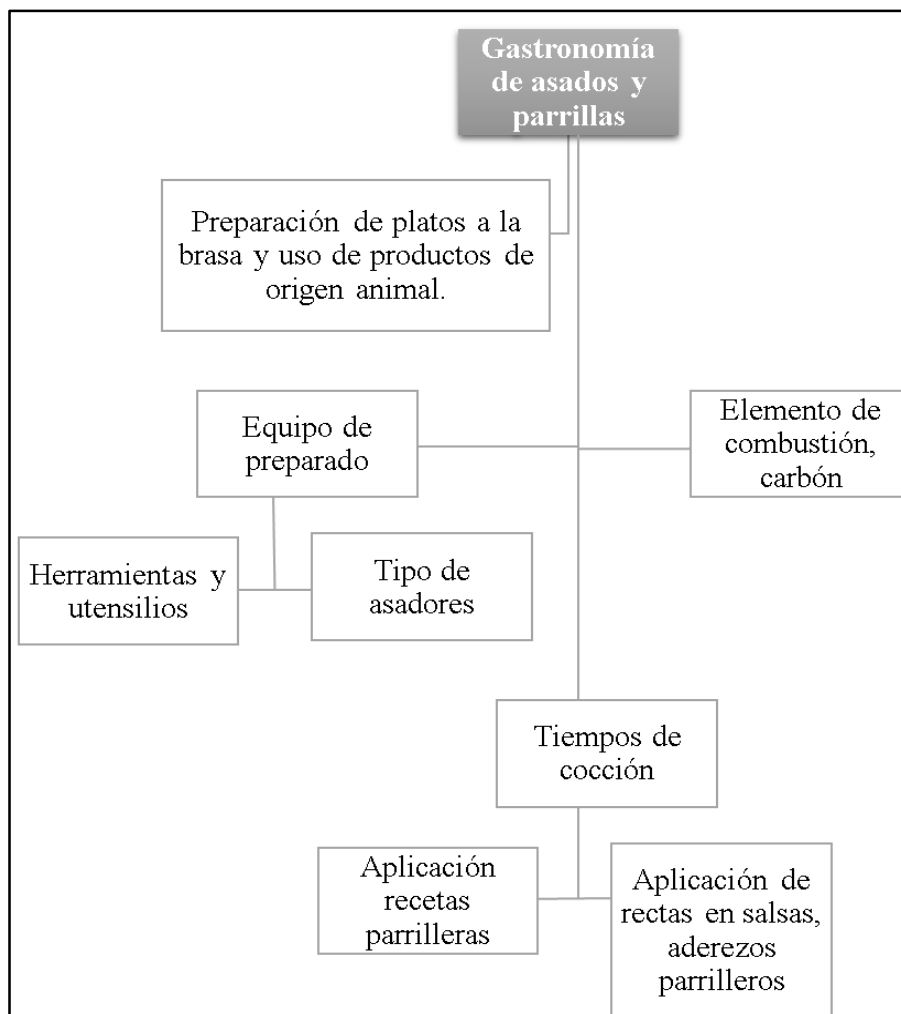 Gastronomía
de asados y
parrillas
Preparación de platos a la
brasa y uso de productos de
origen animal.
Equipo de
preparado
Elemento de
combustión,
carbón
Herramientas y
utensilios
Tipo de
asadores
Tiempos de
cocción
Aplicación
recetas
parrilleras
Aplicación de
rectas en salsas,
aderezos
parrilleros